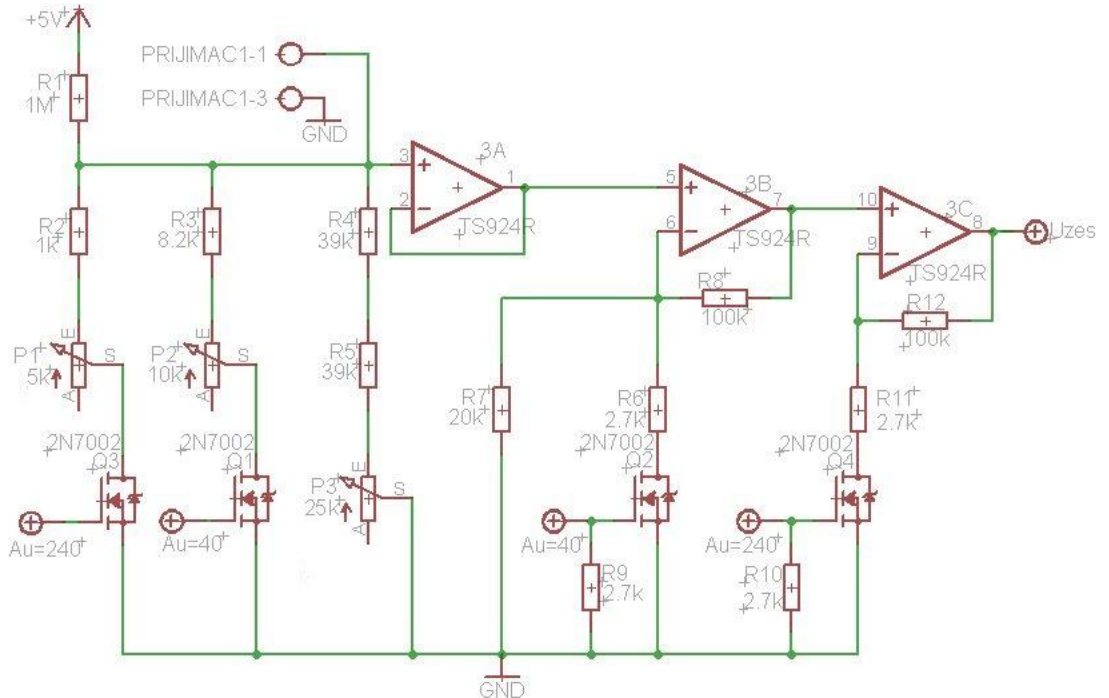 +5V
R1
1M
PRIJIMAC1-1
PRIJIMAC1-3
GND
R2
1k
R3
8.2k
R4
39k
3
2
1
3A
TS924R
5
6
7
3B
TS924R
10
9
8
3C
TS924R
Uzes
R8
100k
R12
100k
P1
5k
E
S
A
P2
10k
E
S
A
R5
39k
R7
20k
R6
2.7k
R11
2.7k
2N7002
Q3
2N7002
Q1
P3
25k
E
S
A
2N7002
Q2
2N7002
Q4
Au=240
Au=40
Au=40
Au=240
R9
2.7k
R10
2.7k
GND